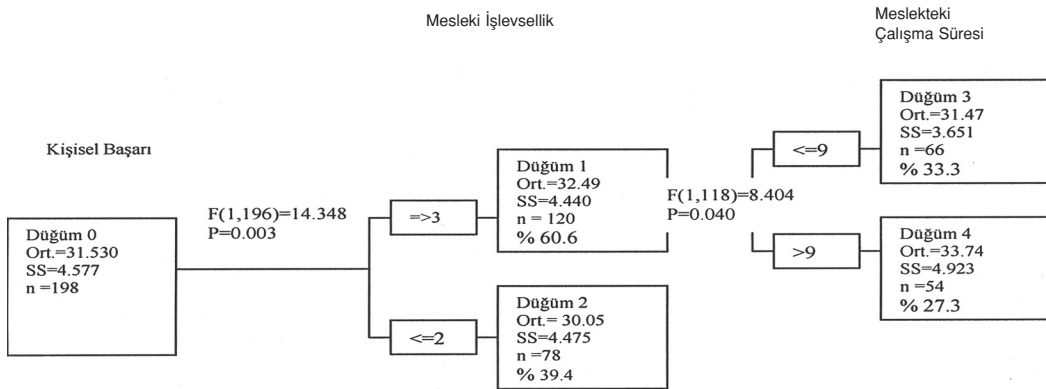 Mesleki İşlevsellik
Meslekteki
Çalışma Süresi
Kişisel Başarı
Düğüm 0
Ort.=31.530
SS=4.577
n =198
F(1,196)=14.348
P=0.003
=>3
Düğüm 1
Ort.=32.49
SS=4.440
n = 120
% 60.6
<=2
Düğüm 2
Ort.= 30.05
SS=4.475
n =78
% 39.4
F(1,118)=8.404
P=0.040
<=9
Düğüm 3
Ort.=31.47
SS=3.651
n =66
% 33.3
>9
Düğüm 4
Ort.=33.74
SS=4.923
n =54
% 27.3